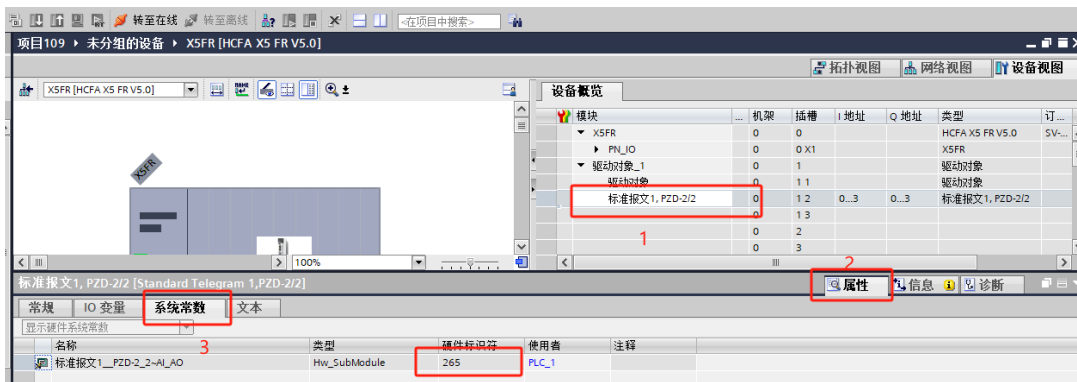 转至在线 转至离线 <在项目中搜索>
项目109 ▸ 未分组的设备 ▸ X5FR [HCFA X5 FR V5.0]
拓扑视图 网络视图 设备视图
X5FR [HCFA X5 FR V5.0]
设备概览
模块 ... 机架 插槽 I 地址 Q 地址 类型 订...
X5FR 0 0 HCFA X5 FR V5.0 SV-...
PN_IO 0 0 X1 X5FR
驱动对象_1 0 1 驱动对象
驱动对象 0 1 1 驱动对象
标准报文1, PZD-2/2 0 1 2 0...3 0...3 标准报文1, PZD-2/2
0 1 3
0 2
0 3
X5FR
1
100%
2
标准报文1, PZD-2/2 [Standard Telegram 1,PZD-2/2]
属性 信息 诊断
常规 IO 变量 系统常数 文本
显示硬件系统常数
3
名称 类型 硬件标识符 使用者 注释
标准报文1__PZD-2_2~AI_AO Hw_SubModule 265 PLC_1